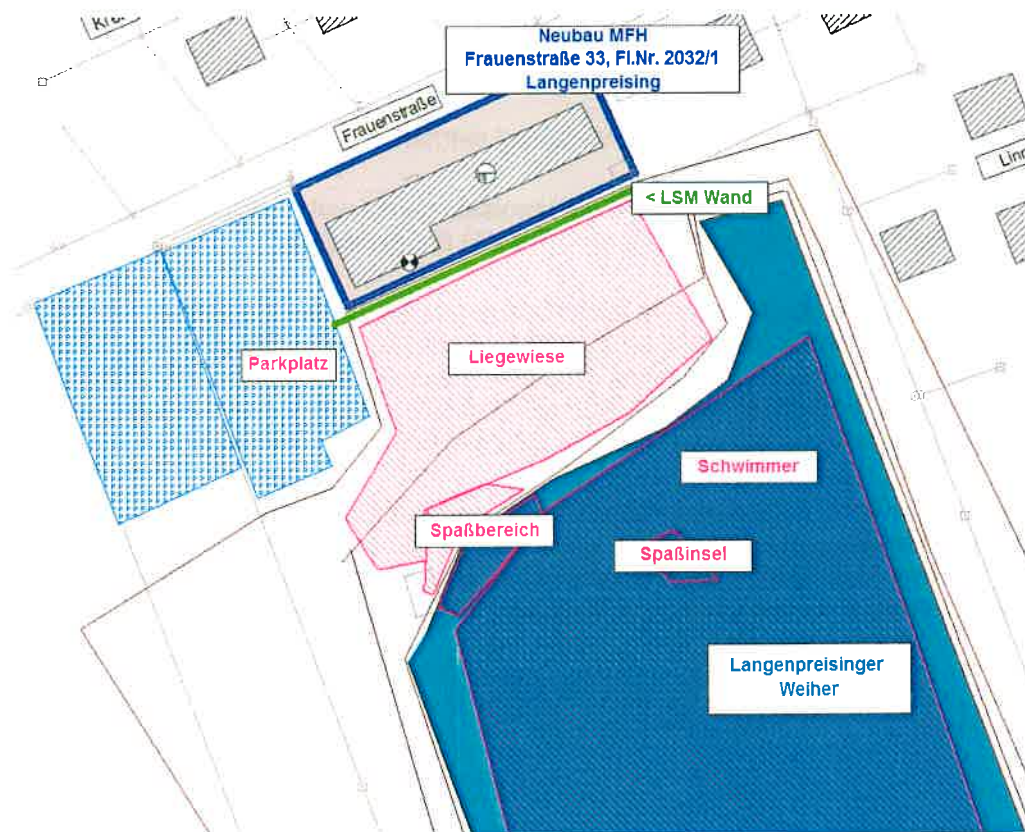 Neubau MFH
Frauenstraße 33, Fl.Nr. 2032/1
Langenpreising
Frauenstraße
< LSM Wand
Parkplatz
Liegewiese
Schwimmer
Spaßbereich
Spaßinsel
Langenpreisinger
Weiher